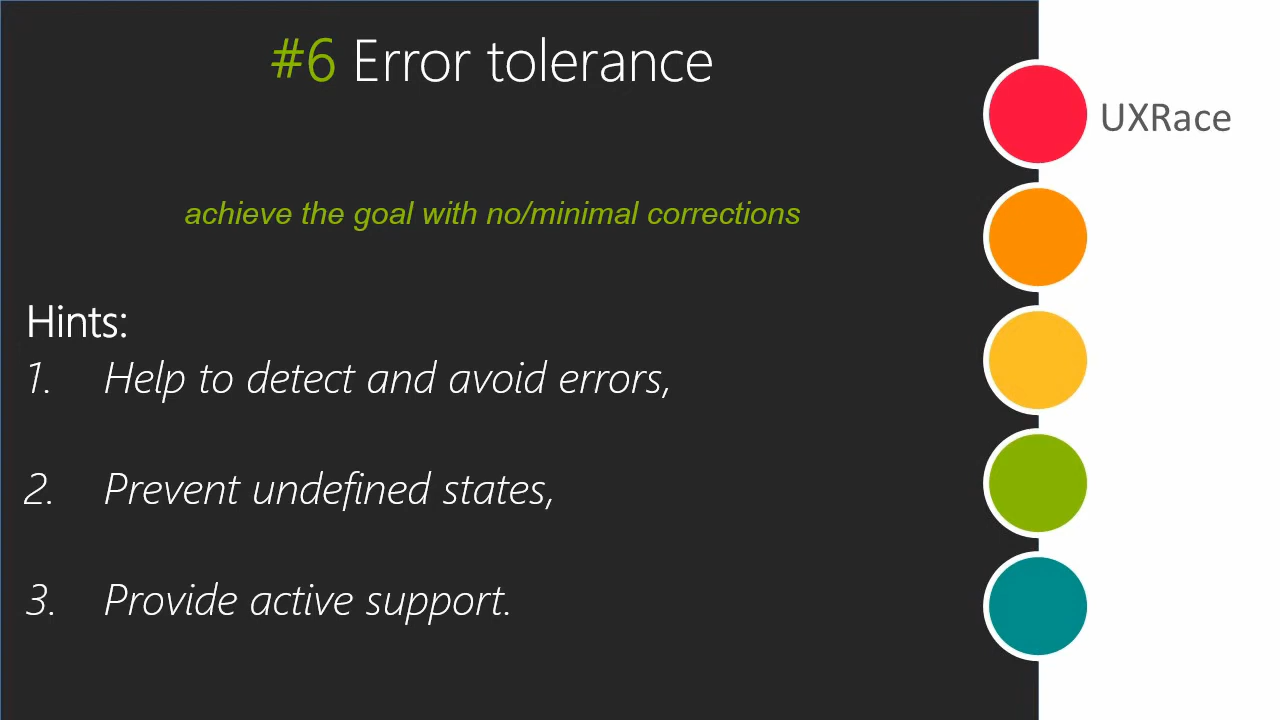 #6 Error tolerance
UXRace
achieve the goal with no/minimal corrections
Hints:
1. Help to detect and avoid errors,
2. Prevent undefined states,
3. Provide active support.